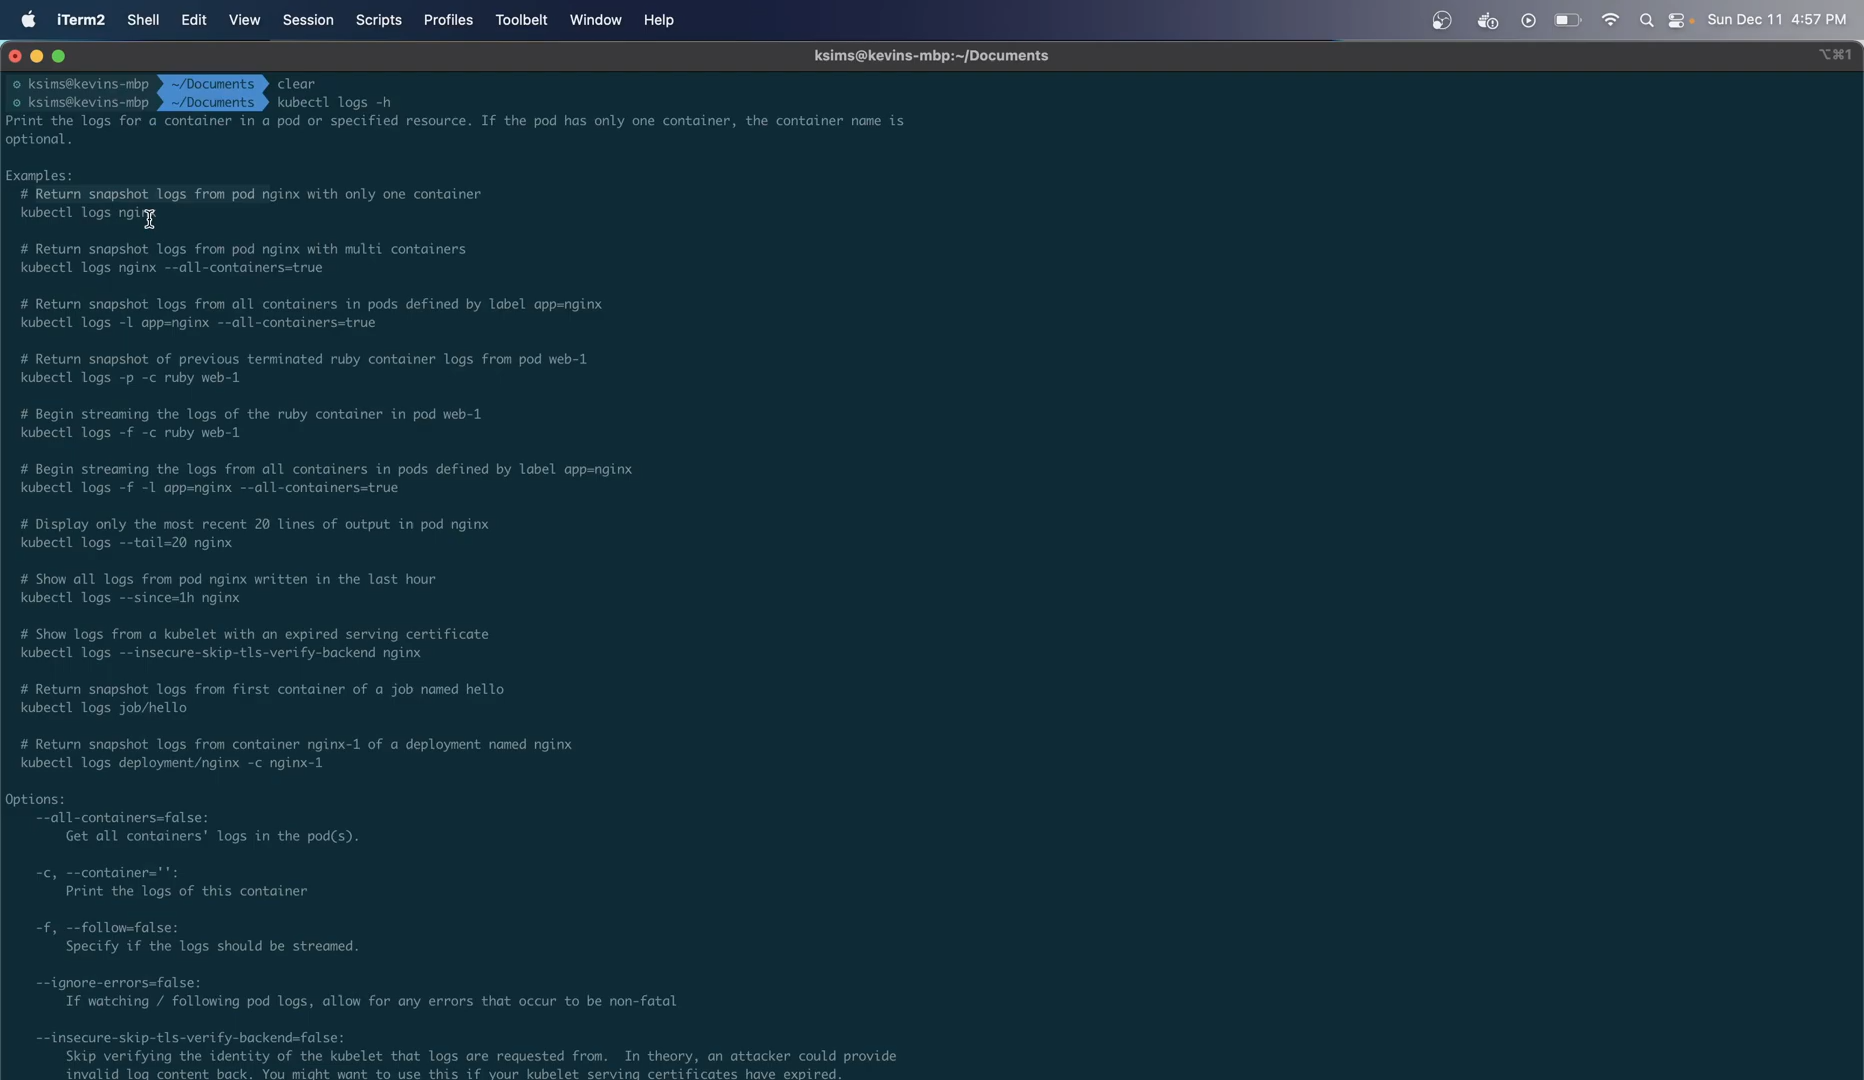 iTerm2 Shell Edit View Session Scripts Profiles Toolbelt Window Help Sun Dec 11 4:57 PM
ksims@kevins-mbp:~/Documents ⌥⌘1
ksims@kevins-mbp ~/Documents clear
ksims@kevins-mbp ~/Documents kubectl logs -h
Print the logs for a container in a pod or specified resource. If the pod has only one container, the container name is
optional.
Examples:
# Return snapshot logs from pod nginx with only one container
kubectl logs nginx
# Return snapshot logs from pod nginx with multi containers
kubectl logs nginx --all-containers=true
# Return snapshot logs from all containers in pods defined by label app=nginx
kubectl logs -l app=nginx --all-containers=true
# Return snapshot of previous terminated ruby container logs from pod web-1
kubectl logs -p -c ruby web-1
# Begin streaming the logs of the ruby container in pod web-1
kubectl logs -f -c ruby web-1
# Begin streaming the logs from all containers in pods defined by label app=nginx
kubectl logs -f -l app=nginx --all-containers=true
# Display only the most recent 20 lines of output in pod nginx
kubectl logs --tail=20 nginx
# Show all logs from pod nginx written in the last hour
kubectl logs --since=1h nginx
# Show logs from a kubelet with an expired serving certificate
kubectl logs --insecure-skip-tls-verify-backend nginx
# Return snapshot logs from first container of a job named hello
kubectl logs job/hello
# Return snapshot logs from container nginx-1 of a deployment named nginx
kubectl logs deployment/nginx -c nginx-1
Options:
--all-containers=false:
Get all containers' logs in the pod(s).
-c, --container='':
Print the logs of this container
-f, --follow=false:
Specify if the logs should be streamed.
--ignore-errors=false:
If watching / following pod logs, allow for any errors that occur to be non-fatal
--insecure-skip-tls-verify-backend=false:
Skip verifying the identity of the kubelet that logs are requested from.  In theory, an attacker could provide
invalid log content back. You might want to use this if your kubelet serving certificates have expired.